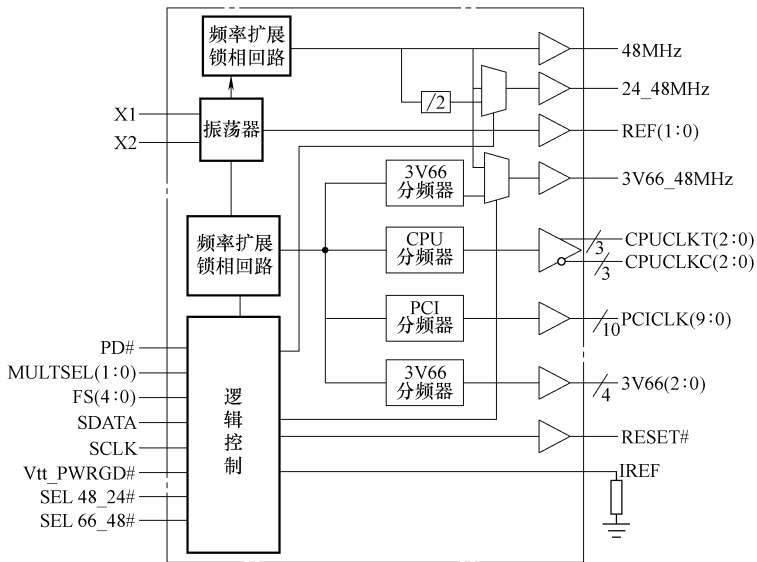 频率扩展
锁相回路
48MHz
/2
24_48MHz
X1
X2
振荡器
REF(1:0)
3V66
分频器
3V66_48MHz
频率扩展
锁相回路
CPU
分频器
3
CPUCLKT(2:0)
3
CPUCLKC(2:0)
PCI
分频器
10
PCICLK(9:0)
3V66
分频器
4
3V66(2:0)
PD#
MULTSEL(1:0)
FS(4:0)
SDATA
SCLK
Vtt_PWRGD#
SEL 48_24#
SEL 66_48#
逻
辑
控
制
RESET#
IREF